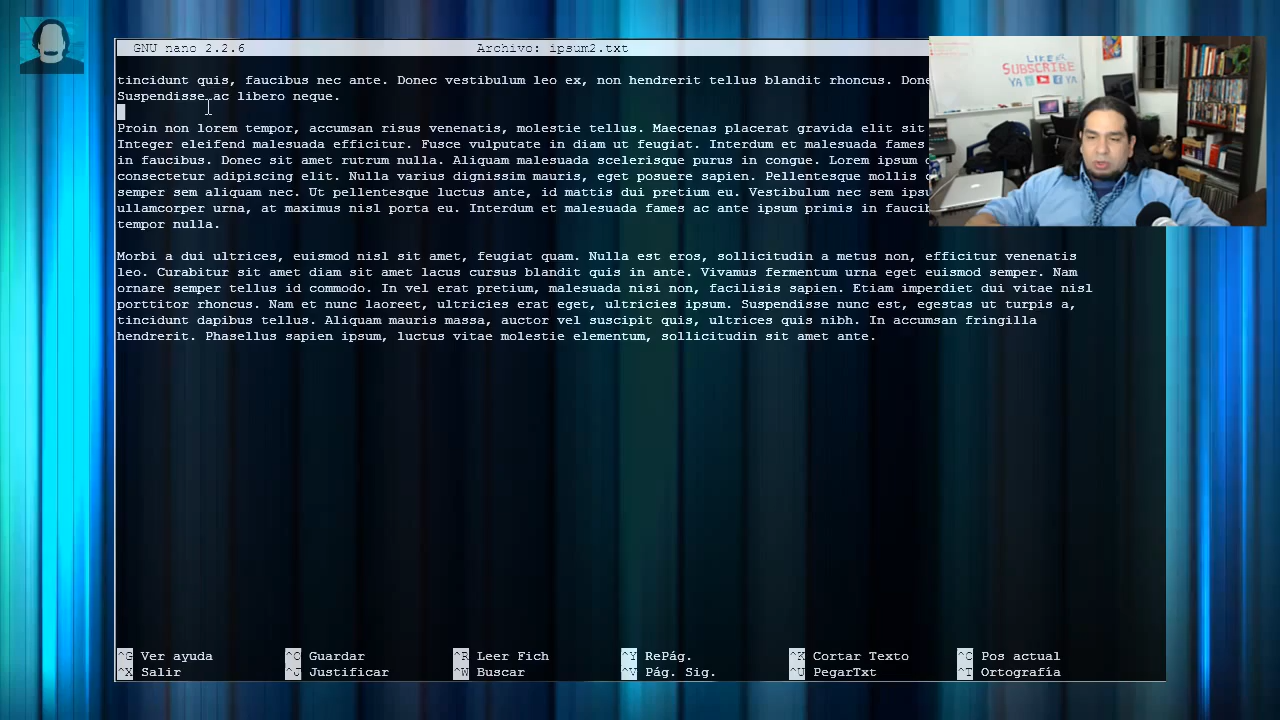 GNU nano 2.2.6 Archivo: ipsum2.txt
LIKE &
SUBSCRIBE
YA YA
tincidunt quis, faucibus et ante. Donec vestibulum leo ex, non hendrerit tellus blandit rhoncus. Done
Suspendisse ac libero neque.
Proin non lorem tempor, accumsan risus venenatis, molestie tellus. Maecenas placerat gravida elit sit
Integer eleifend malesuada efficitur. Fusce vulputate in diam ut feugiat. Interdum et malesuada fames
in faucibus. Donec sit amet rutrum nulla. Aliquam malesuada scelerisque purus in congue. Lorem ipsum
consectetur adipiscing elit. Nulla varius dignissim mauris, eget posuere sapien. Pellentesque mollis
semper sem aliquam nec. Ut pellentesque luctus ante, id mattis dui pretium eu. Vestibulum nec sem ipsu
ullamcorper urna, at maximus nisl porta eu. Interdum et malesuada fames ac ante ipsum primis in faucib
tempor nulla.
Morbi a dui ultrices, euismod nisl sit amet, feugiat quam. Nulla est eros, sollicitudin a metus non, efficitur venenatis
leo. Curabitur sit amet diam sit amet lacus cursus blandit quis in ante. Vivamus fermentum urna eget euismod semper. Nam
ornare semper tellus id commodo. In vel erat pretium, malesuada nisi non, facilisis sapien. Etiam imperdiet dui vitae nisl
porttitor rhoncus. Nam et nunc laoreet, ultricies erat eget, ultricies ipsum. Suspendisse nunc est, egestas ut turpis a,
tincidunt dapibus tellus. Aliquam mauris massa, auctor vel suscipit quis, ultrices quis nibh. In accumsan fringilla
hendrerit. Phasellus sapien ipsum, luctus vitae molestie elementum, sollicitudin sit amet ante.
^G Ver ayuda ^O Guardar ^R Leer Fich ^Y RePág. ^K Cortar Texto ^C Pos actual
^X Salir ^J Justificar ^W Buscar ^V Pág. Sig. ^U PegarTxt ^T Ortografía